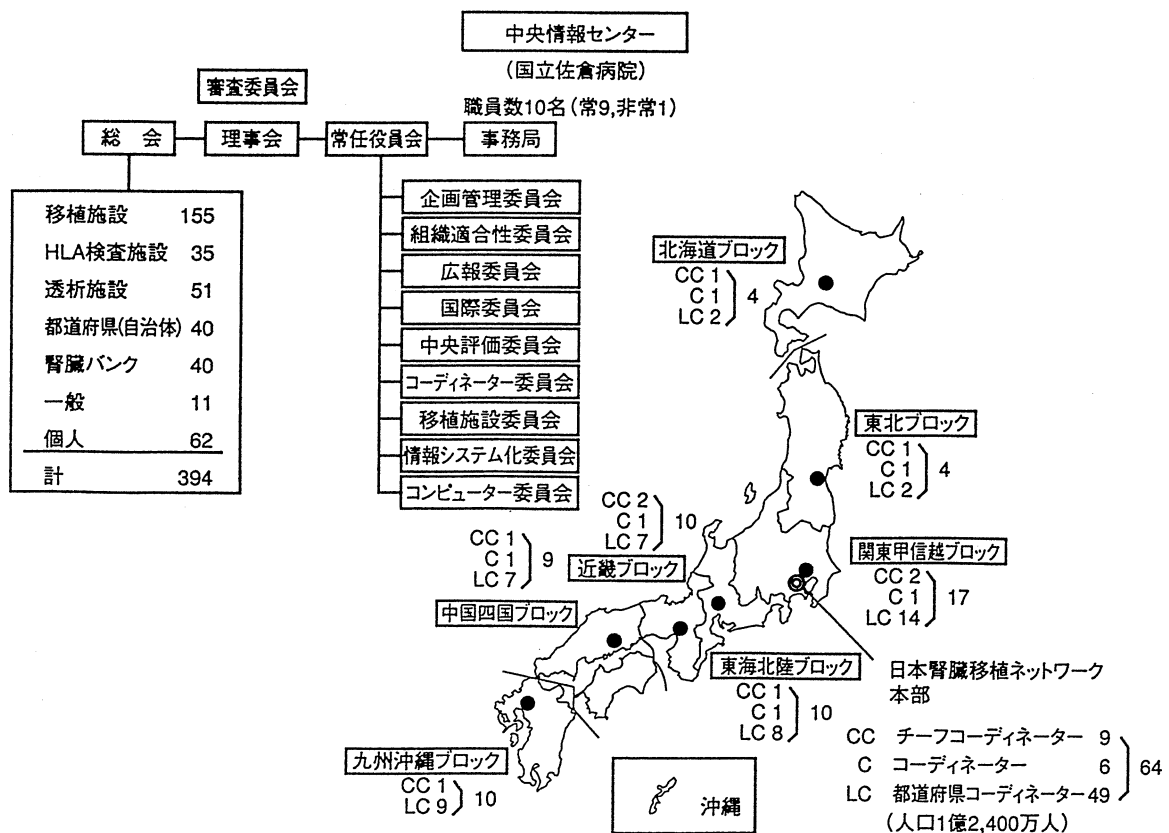 中央情報センター
(国立佐倉病院)
職員数10名(常9,非常1)
審査委員会
総 会
理事会
常任役員会
事務局
移植施設 155
HLA検査施設 35
透析施設 51
都道府県(自治体) 40
腎臓バンク 40
一般 11
個人 62
計 394
企画管理委員会
組織適合性委員会
広報委員会
国際委員会
中央評価委員会
コーディネーター委員会
移植施設委員会
情報システム化委員会
コンピューター委員会
北海道ブロック
CC 1
C 1
LC 2
4
東北ブロック
CC 1
C 1
LC 2
4
関東甲信越ブロック
CC 2
C 1
LC 14
17
CC 2
C 1
LC 7
10
近畿ブロック
CC 1
C 1
LC 7
9
中国四国ブロック
東海北陸ブロック
CC 1
C 1
LC 8
10
九州沖縄ブロック
CC 1
LC 9
10
沖縄
日本腎臓移植ネットワーク
本部
CC チーフコーディネーター 9
C コーディネーター 6
LC 都道府県コーディネーター 49
64
(人口1億2,400万人)